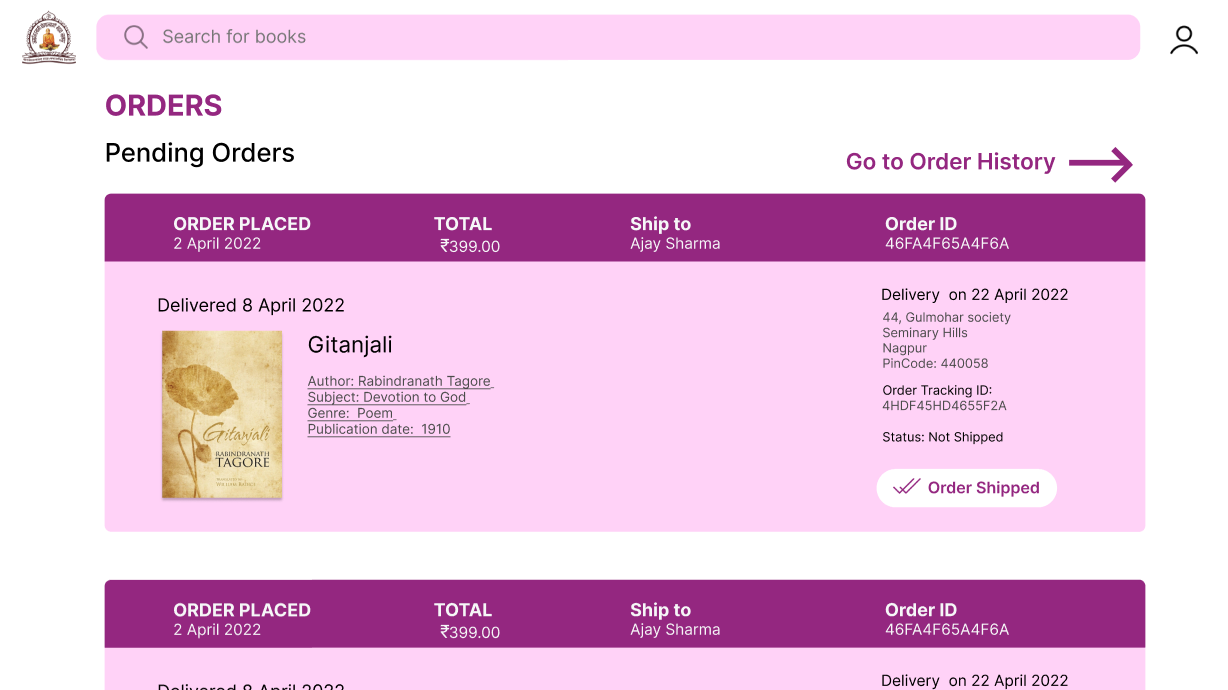 Search for books
ORDERS
Pending Orders
Go to Order History
ORDER PLACED TOTAL Ship to Order ID
2 April 2022 ₹399.00 Ajay Sharma 46FA4F65A4F6A
Delivered 8 April 2022
Gitanjali
RABINDRANATH
TAGORE
Gitanjali
Author: Rabindranath Tagore
Subject: Devotion to God
Genre: Poem
Publication date: 1910
Delivery on 22 April 2022
44, Gulmohar society
Seminary Hills
Nagpur
PinCode: 440058
Order Tracking ID:
4HDF45HD4655F2A
Status: Not Shipped
Order Shipped
ORDER PLACED TOTAL Ship to Order ID
2 April 2022 ₹399.00 Ajay Sharma 46FA4F65A4F6A
Delivered 8 April 2022
Delivery on 22 April 2022